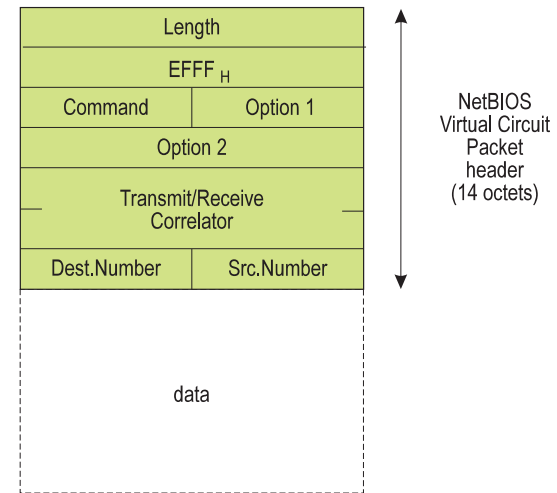 Length
EFFF H
Command Option 1
Option 2
Transmit/Receive
Correlator
Dest.Number Src.Number
data
NetBIOS
Virtual Circuit
Packet
header
(14 octets)